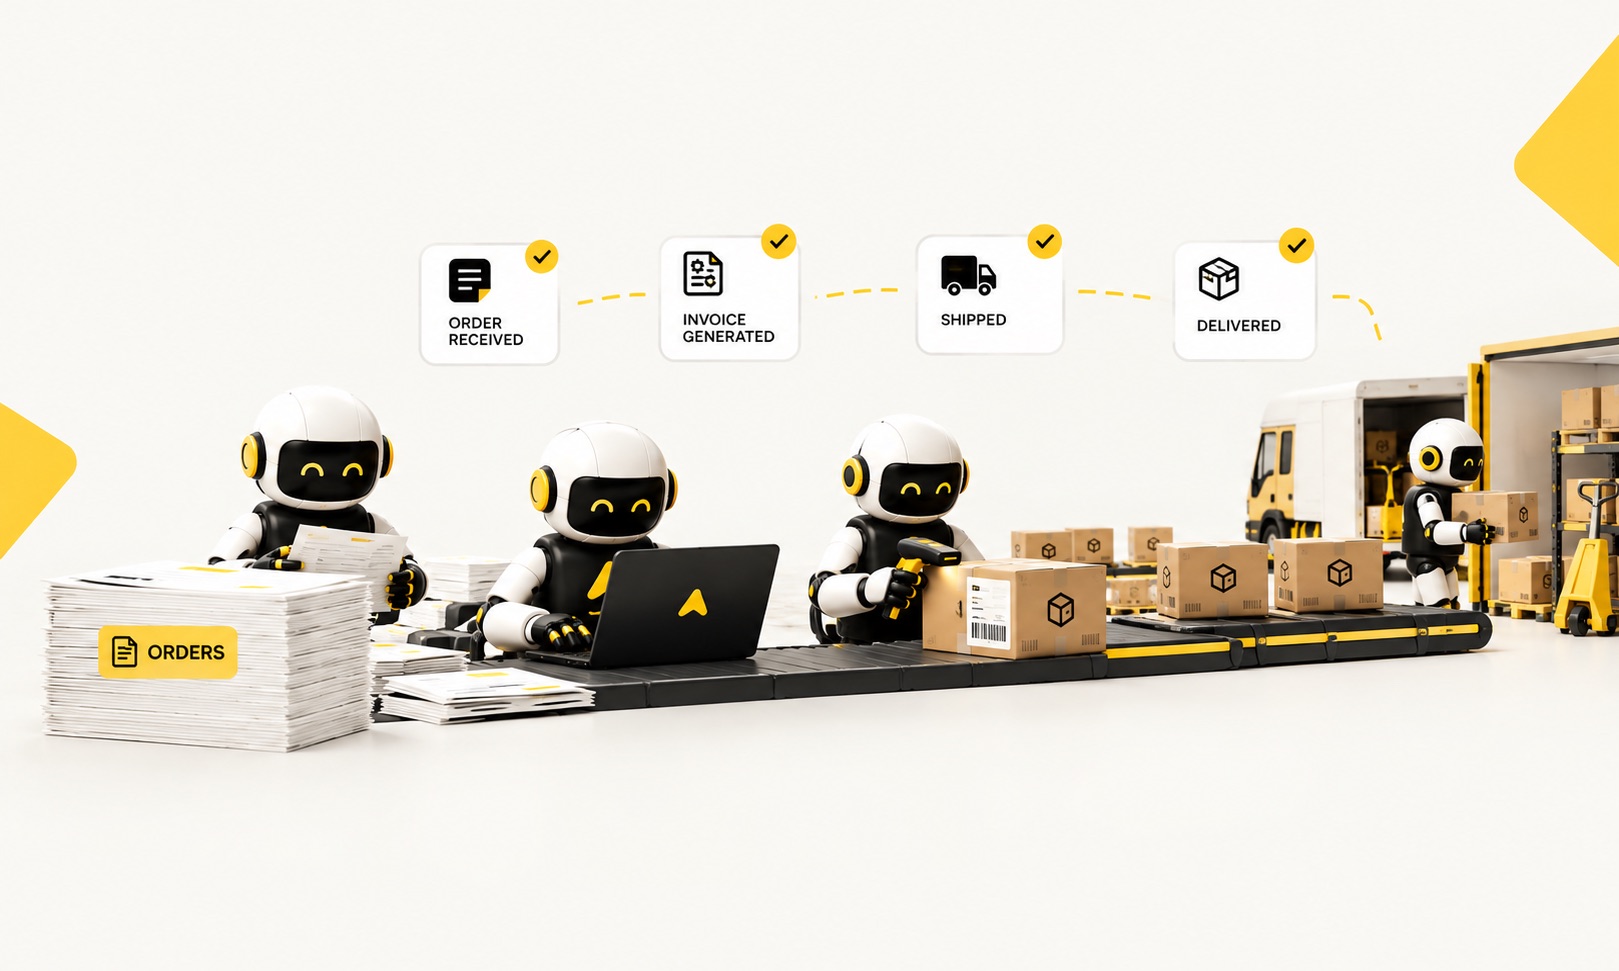 ORDER
RECEIVED
INVOICE
GENERATED
SHIPPED
DELIVERED
ORDERS